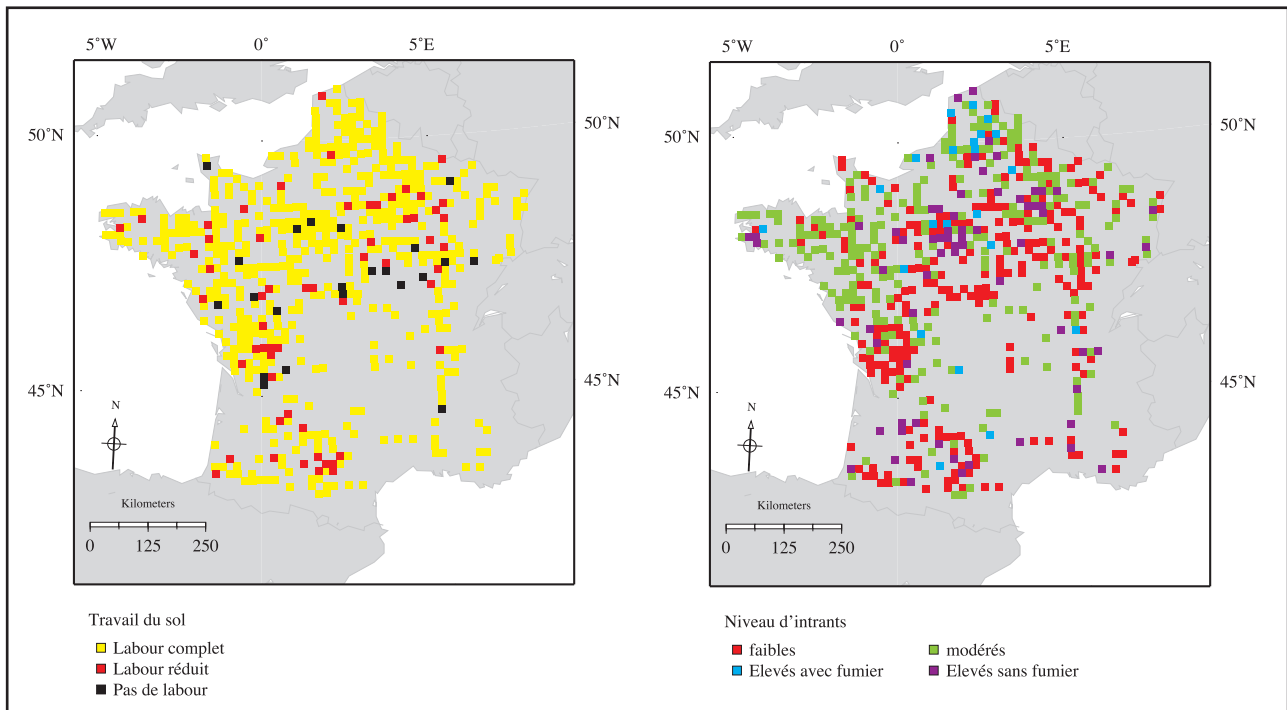 5˚W 0˚ 5˚E
50˚N 50˚N
45˚N 45˚N
N
Kilometers
0 125 250
Travail du sol
Labour complet
Labour réduit
Pas de labour
5˚W 0˚ 5˚E
50˚N 50˚N
45˚N 45˚N
N
Kilometers
0 125 250
Niveau d'intrants
faibles modérés
Elevés avec fumier Elevés sans fumier